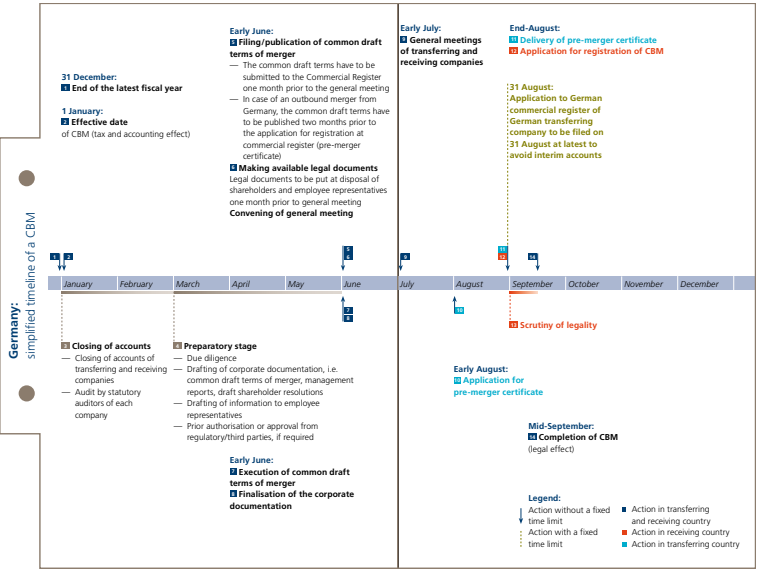 Germany:
simplified timeline of a CBM
31 December:
1 End of the latest fiscal year
1 January:
2 Effective date
of CBM (tax and accounting effect)
Early June:
5 Filing/publication of common draft
terms of merger
— The common draft terms have to be
submitted to the Commercial Register
one month prior to the general meeting
— In case of an outbound merger from
Germany, the common draft terms have
to be published two months prior to
the application for registration at
commercial register (pre-merger
certificate)
6 Making available legal documents
Legal documents to be put at disposal of
shareholders and employee representatives
one month prior to general meeting
Convening of general meeting
Early July:
9 General meetings
of transferring and
receiving companies
End-August:
11 Delivery of pre-merger certificate
12 Application for registration of CBM
31 August:
Application to German
commercial register of
German transferring
company to be filed on
31 August at latest to
avoid interim accounts
1 2
5
6
9
11
12
14
January February March April May June July August September October November December
7
8
10
13 Scrutiny of legality
3 Closing of accounts
— Closing of accounts of
transferring and receiving
companies
— Audit by statutory
auditors of each
company
4 Preparatory stage
— Due diligence
— Drafting of corporate documentation, i.e.
common draft terms of merger, management
reports, draft shareholder resolutions
— Drafting of information to employee
representatives
— Prior authorisation or approval from
regulatory/third parties, if required
Early June:
7 Execution of common draft
terms of merger
8 Finalisation of the corporate
documentation
Early August:
10 Application for
pre-merger certificate
Mid-September:
14 Completion of CBM
(legal effect)
Legend:
Action without a fixed
time limit
Action with a fixed
time limit
Action in transferring
and receiving country
Action in receiving country
Action in transferring country